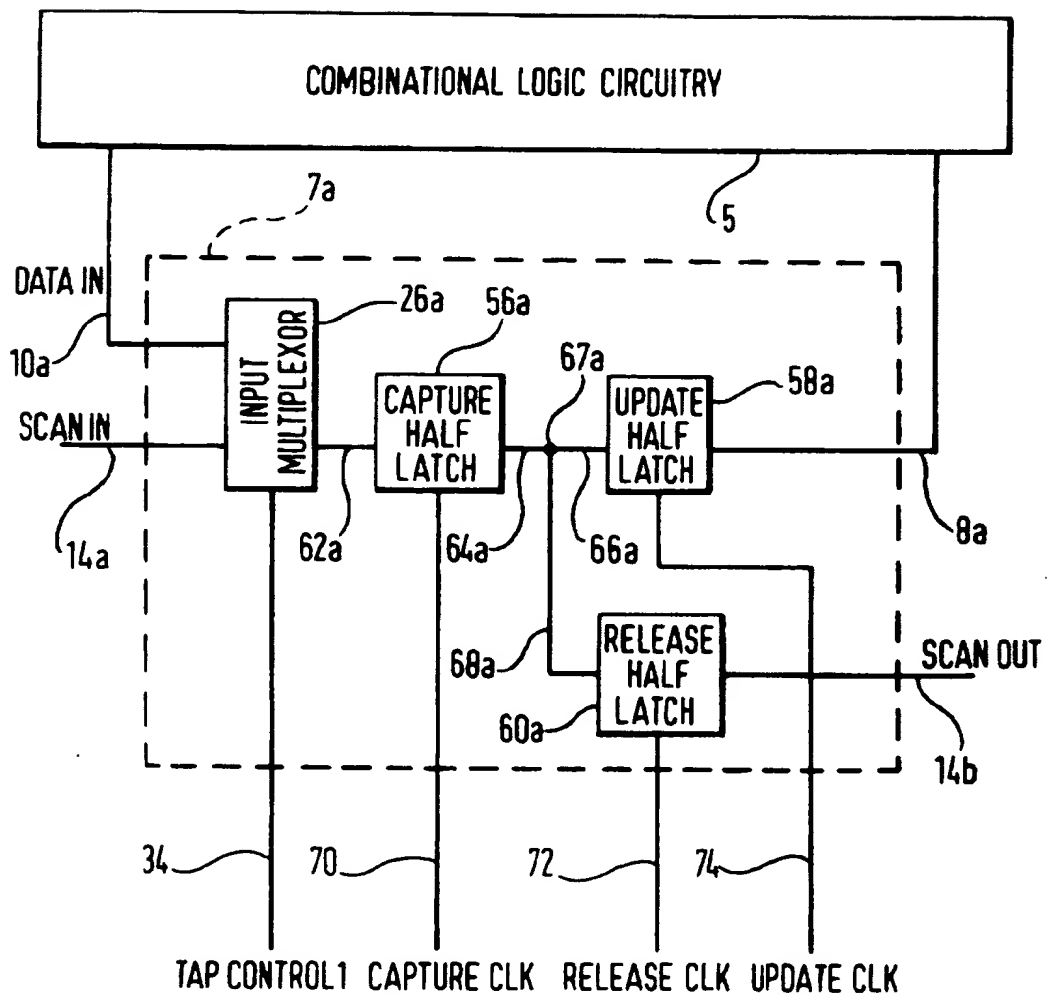 COMBINATIONAL LOGIC CIRCUITRY
7a
5
DATA IN
26a
56a
10a
67a
58a
INPUT
MULTIPLEXOR
CAPTURE
HALF
LATCH
UPDATE
HALF
LATCH
SCAN IN
14a
62a
64a
66a
8a
68a
RELEASE
HALF
LATCH
60a
SCAN OUT
14b
34
70
72
74
TAP CONTROL1
CAPTURE CLK
RELEASE CLK
UPDATE CLK